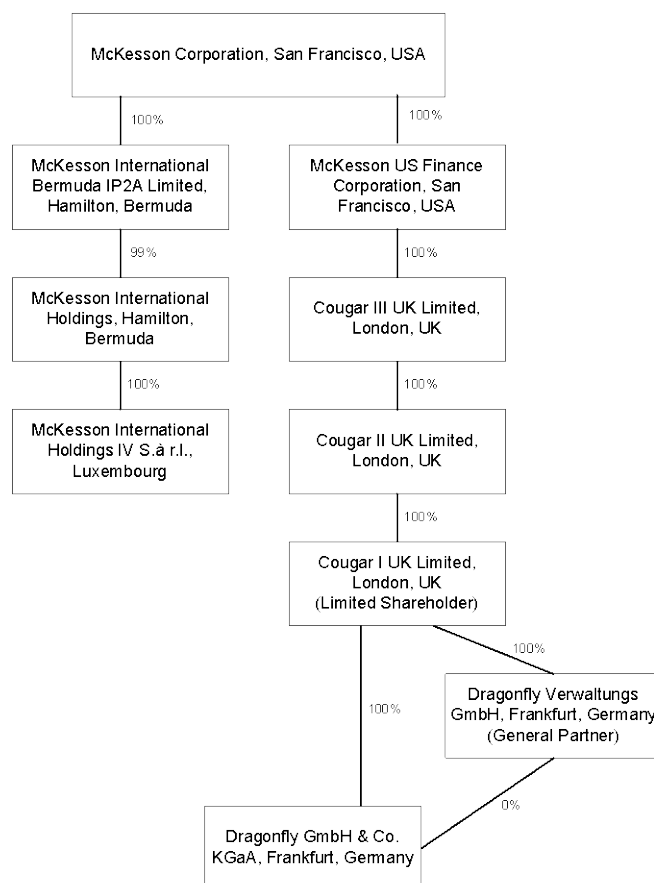 McKesson Corporation, San Francisco, USA
100%
100%
McKesson International
Bermuda IP2A Limited,
Hamilton, Bermuda
McKesson US Finance
Corporation, San
Francisco, USA
99%
100%
McKesson International
Holdings, Hamilton,
Bermuda
Cougar III UK Limited,
London, UK
100%
100%
McKesson International
Holdings IV S.à r.l.,
Luxembourg
Cougar II UK Limited,
London, UK
100%
Cougar I UK Limited,
London, UK
(Limited Shareholder)
100%
100%
Dragonfly Verwaltungs
GmbH, Frankfurt, Germany
(General Partner)
0%
Dragonfly GmbH & Co.
KGaA, Frankfurt, Germany